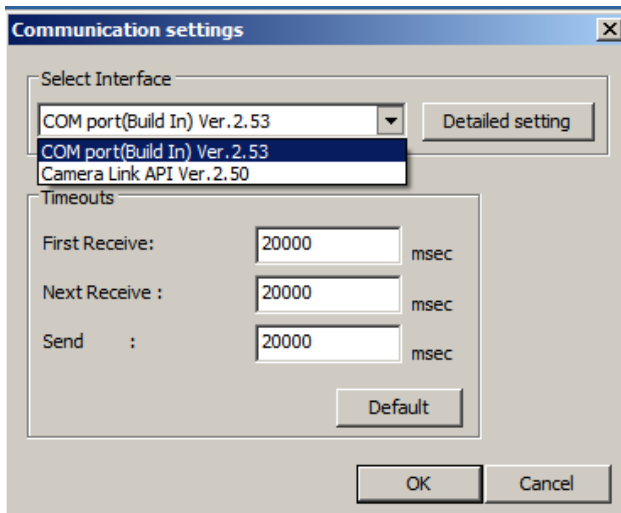 Communication settings
Select Interface
COM port(Build In) Ver.2.53
Detailed setting
COM port(Build In) Ver.2.53
Camera Link API Ver.2.50
Timeouts
First Receive: 20000 msec
Next Receive : 20000 msec
Send : 20000 msec
Default
OK Cancel